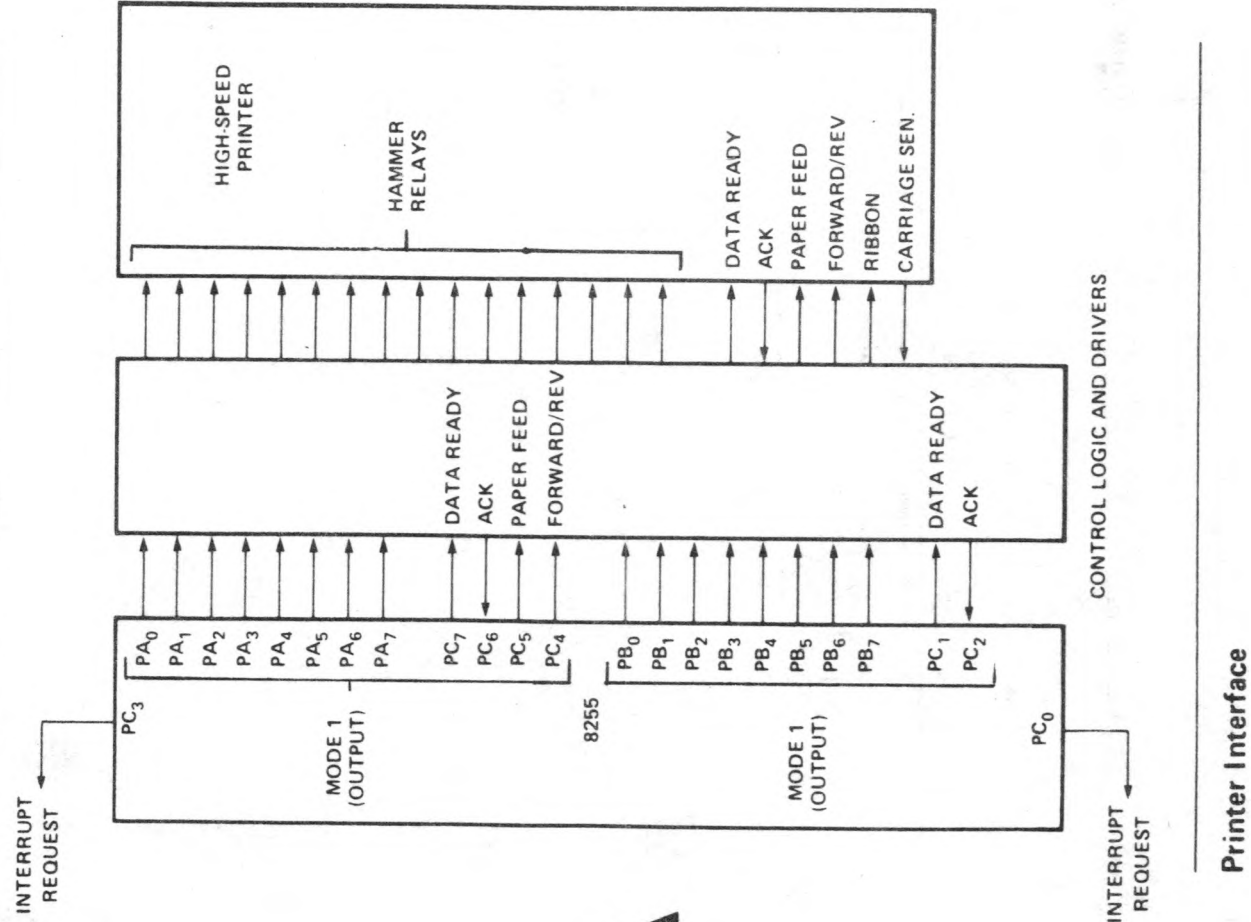 INTERRUPT
REQUEST
PC3
PA0
PA1
PA2
PA3
PA4
PA5
PA6
PA7
PC7
PC6
PC5
PC4
MODE 1
(OUTPUT)
8255
PB0
PB1
PB2
PB3
PB4
PB5
PB6
PB7
PC1
PC2
MODE 1
(OUTPUT)
PC0
INTERRUPT
REQUEST
DATA READY
ACK
PAPER FEED
FORWARD/REV
DATA READY
ACK
CONTROL LOGIC AND DRIVERS
HIGH-SPEED
PRINTER
HAMMER
RELAYS
DATA READY
ACK
PAPER FEED
FORWARD/REV
RIBBON
CARRIAGE SEN.
Printer Interface